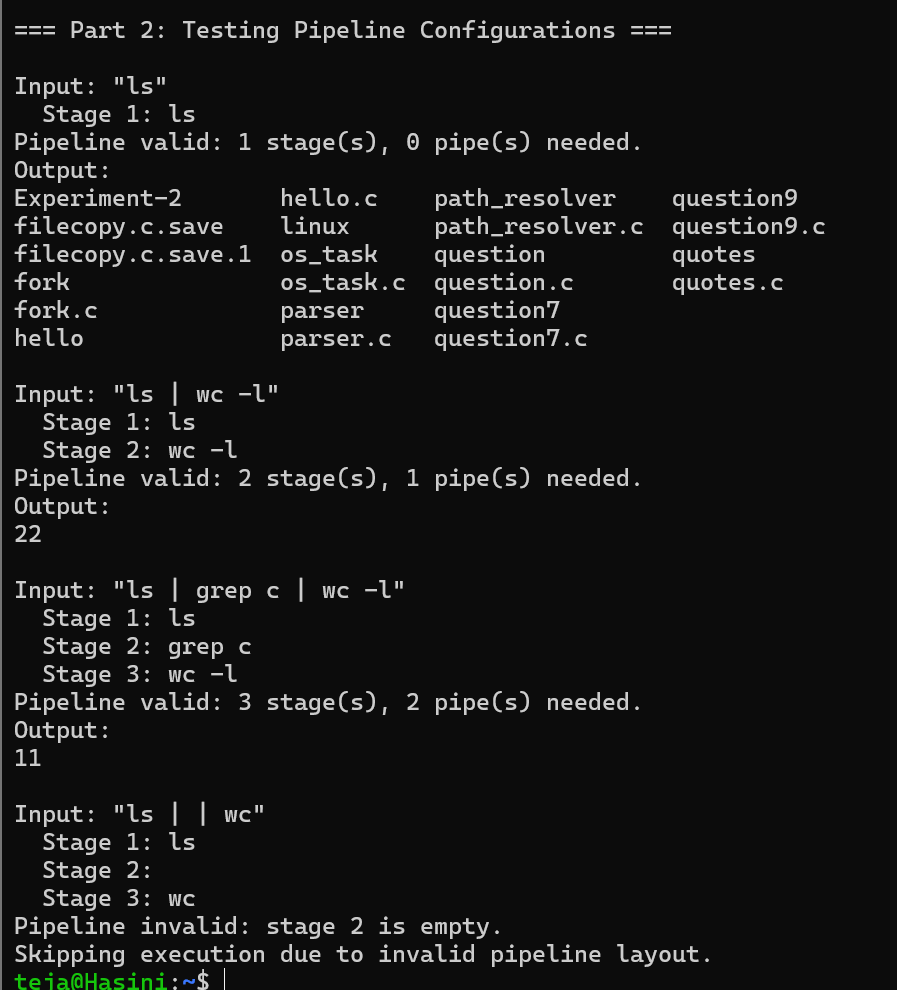 === Part 2: Testing Pipeline Configurations ===
Input: "ls"
  Stage 1: ls
Pipeline valid: 1 stage(s), 0 pipe(s) needed.
Output:
Experiment-2       hello.c    path_resolver    question9
filecopy.c.save    linux      path_resolver.c  question9.c
filecopy.c.save.1  os_task    question         quotes
fork               os_task.c  question.c       quotes.c
fork.c             parser     question7
hello              parser.c   question7.c
Input: "ls | wc -l"
  Stage 1: ls
  Stage 2: wc -l
Pipeline valid: 2 stage(s), 1 pipe(s) needed.
Output:
22
Input: "ls | grep c | wc -l"
  Stage 1: ls
  Stage 2: grep c
  Stage 3: wc -l
Pipeline valid: 3 stage(s), 2 pipe(s) needed.
Output:
11
Input: "ls | | wc"
  Stage 1: ls
  Stage 2:
  Stage 3: wc
Pipeline invalid: stage 2 is empty.
Skipping execution due to invalid pipeline layout.
teja@Hasini:~$